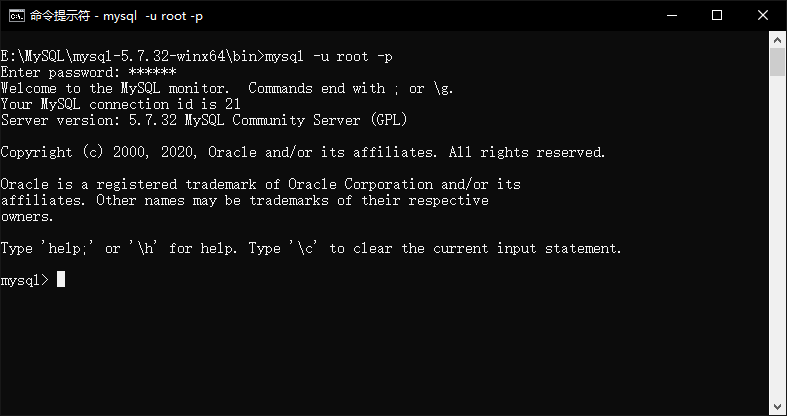 命令提示符 - mysql  -u root -p
E:\MySQL\mysql-5.7.32-winx64\bin>mysql -u root -p
Enter password: ******
Welcome to the MySQL monitor.  Commands end with ; or \g.
Your MySQL connection id is 21
Server version: 5.7.32 MySQL Community Server (GPL)
Copyright (c) 2000, 2020, Oracle and/or its affiliates. All rights reserved.
Oracle is a registered trademark of Oracle Corporation and/or its
affiliates. Other names may be trademarks of their respective
owners.
Type 'help;' or '\h' for help. Type '\c' to clear the current input statement.
mysql>